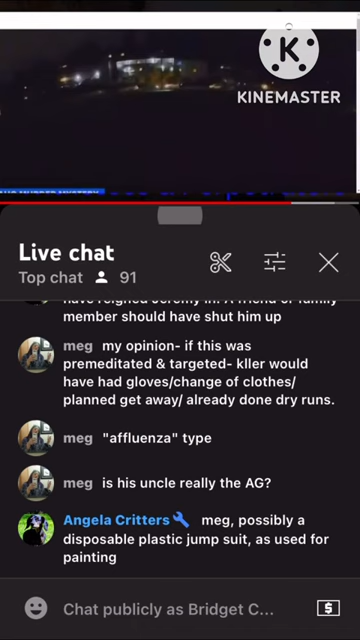 K
KINEMASTER
Live chat
Top chat 91
have reigned Jeremy in. A friend or family
member should have shut him up
meg my opinion- if this was
premeditated & targeted- kller would
have had gloves/change of clothes/
planned get away/ already done dry runs.
meg "affluenza" type
meg is his uncle really the AG?
Angela Critters meg, possibly a
disposable plastic jump suit, as used for
painting
Chat publicly as Bridget C...
$